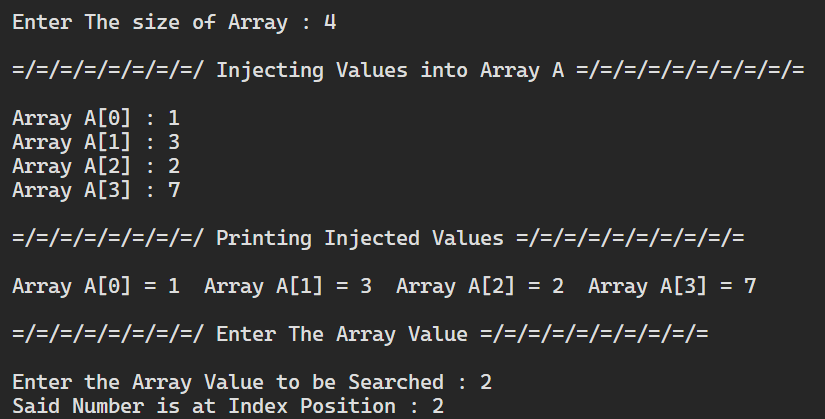 Enter The size of Array : 4
=/=/=/=/=/=/=/=/ Injecting Values into Array A =/=/=/=/=/=/=/=/=/=
Array A[0] : 1
Array A[1] : 3
Array A[2] : 2
Array A[3] : 7
=/=/=/=/=/=/=/=/ Printing Injected Values =/=/=/=/=/=/=/=/=/=
Array A[0] = 1  Array A[1] = 3  Array A[2] = 2  Array A[3] = 7
=/=/=/=/=/=/=/=/ Enter The Array Value =/=/=/=/=/=/=/=/=/=
Enter the Array Value to be Searched : 2
Said Number is at Index Position : 2